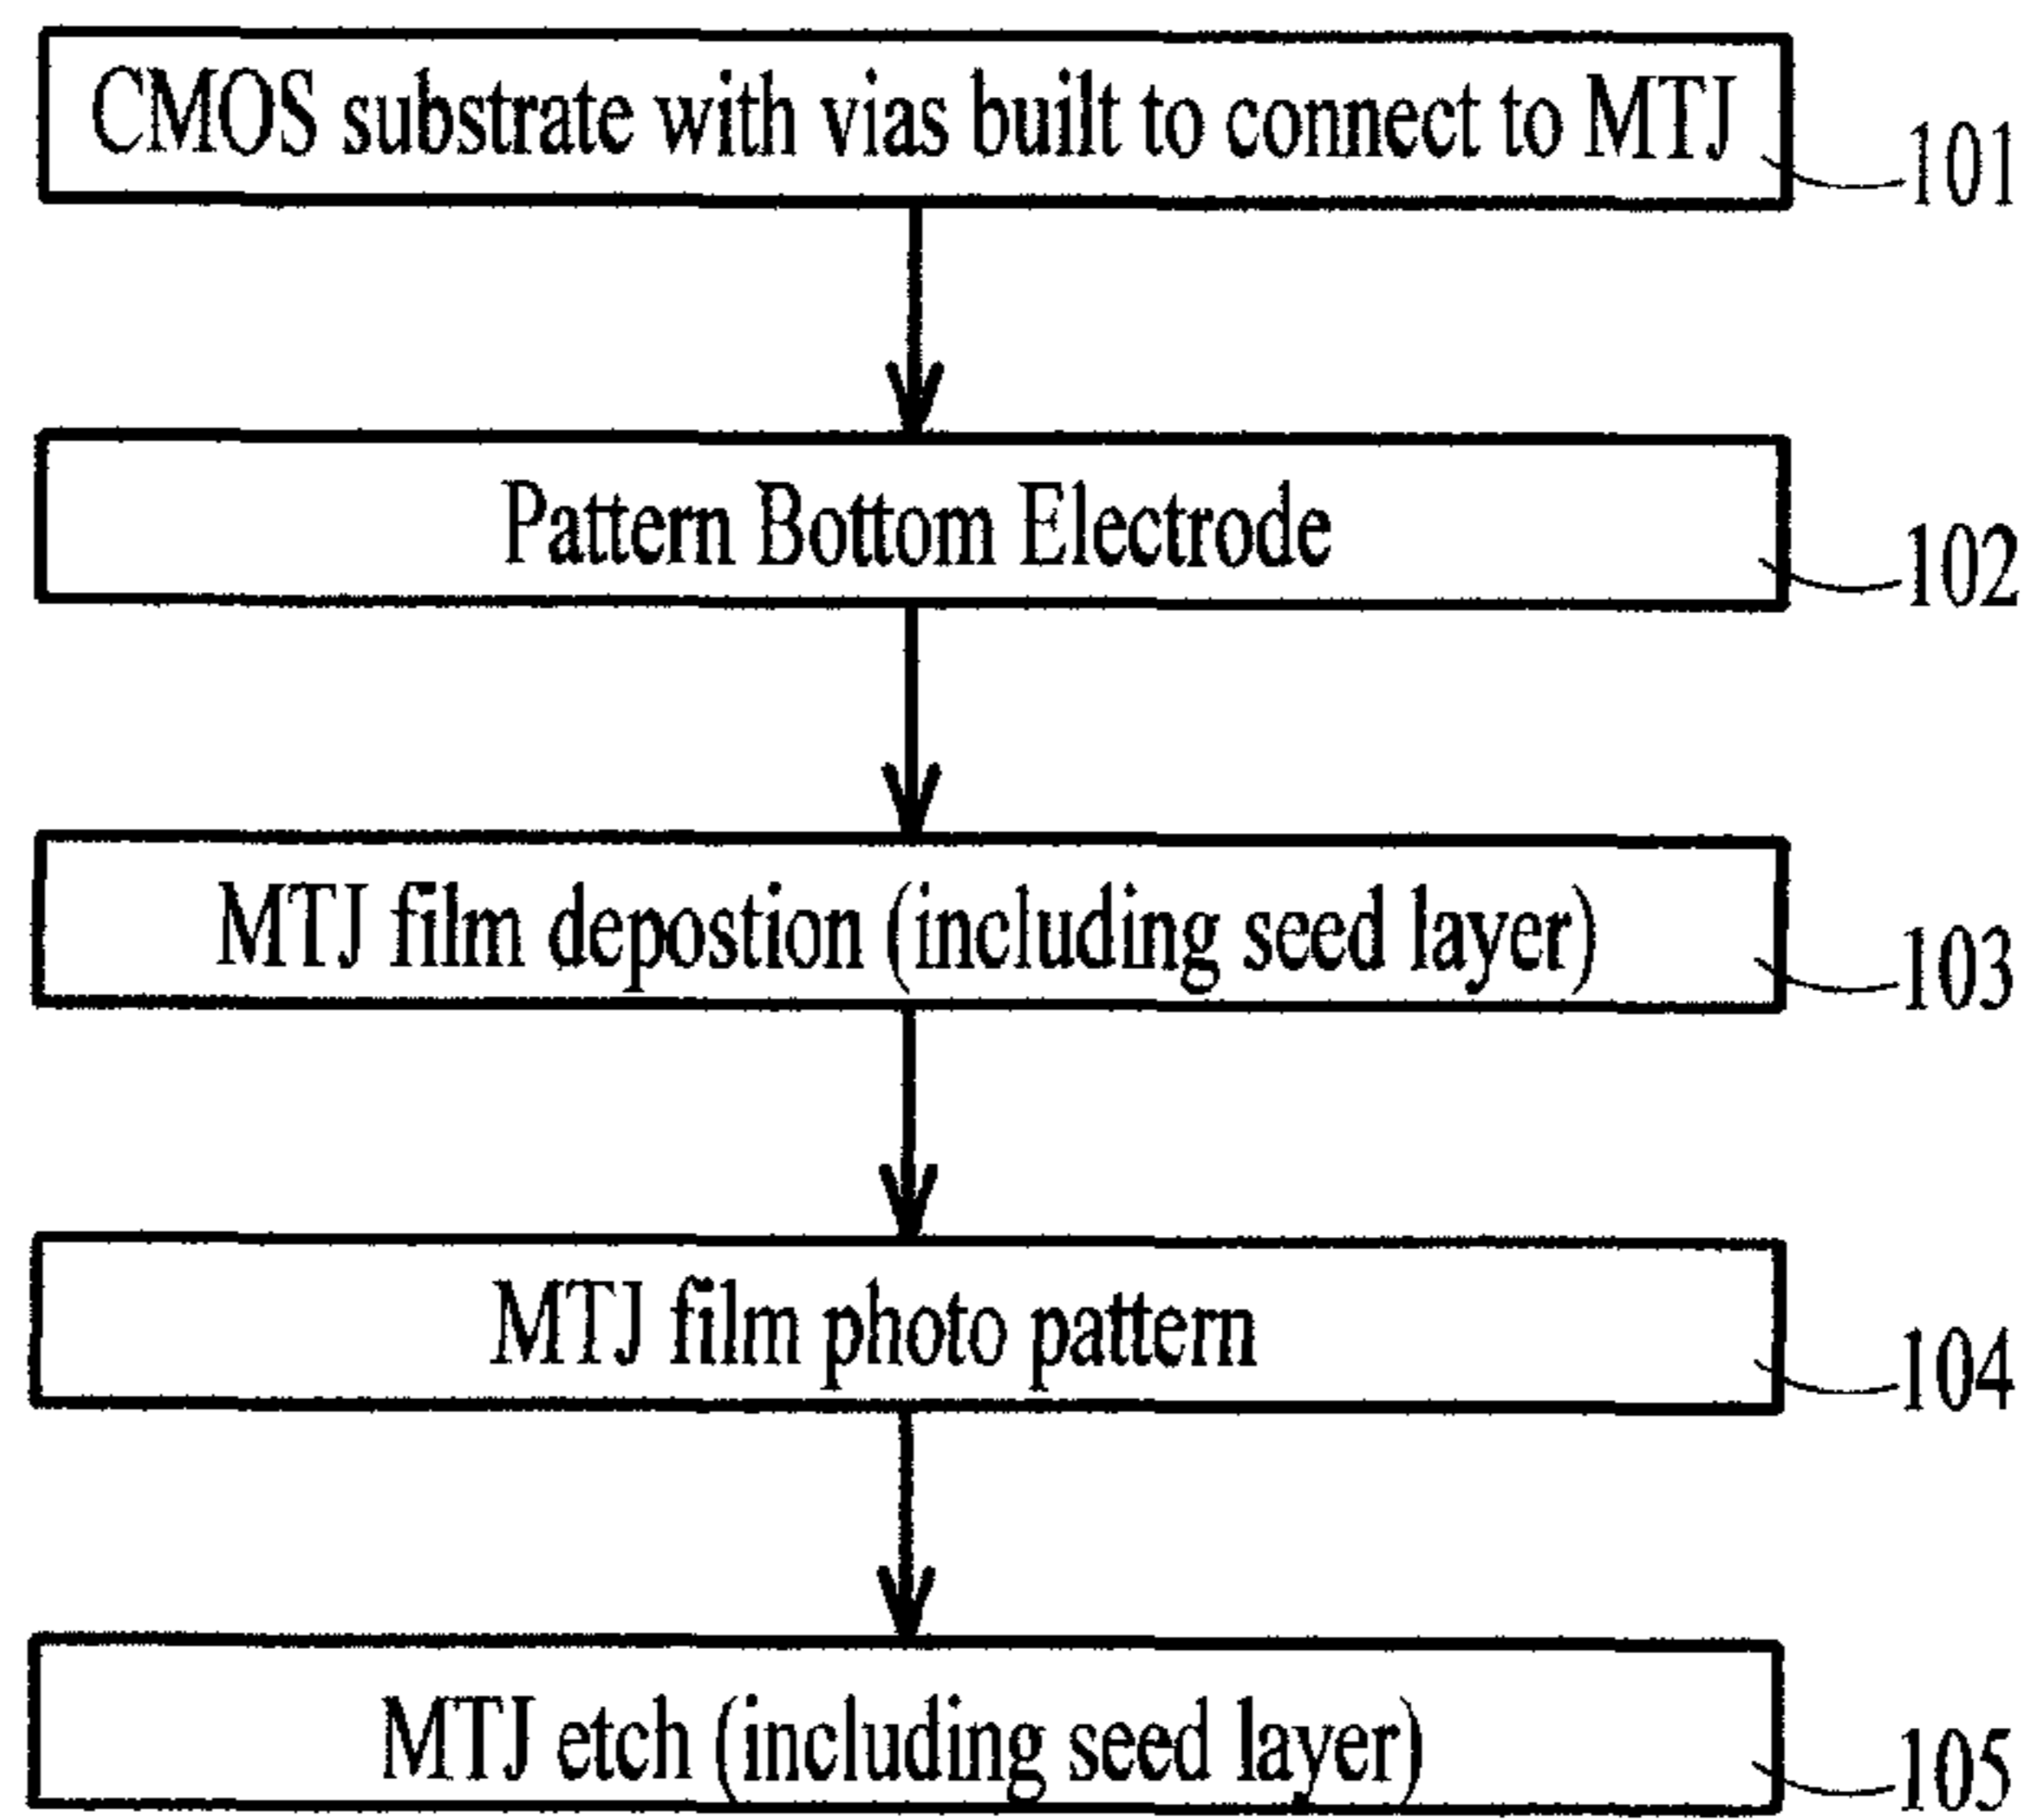 CMOS substrate with vias built to connect to MTJ
101
Pattern Bottom Electrode
102
MTJ film depostion (including seed layer)
103
MTJ film photo pattern
104
MTJ etch (including seed layer)
105